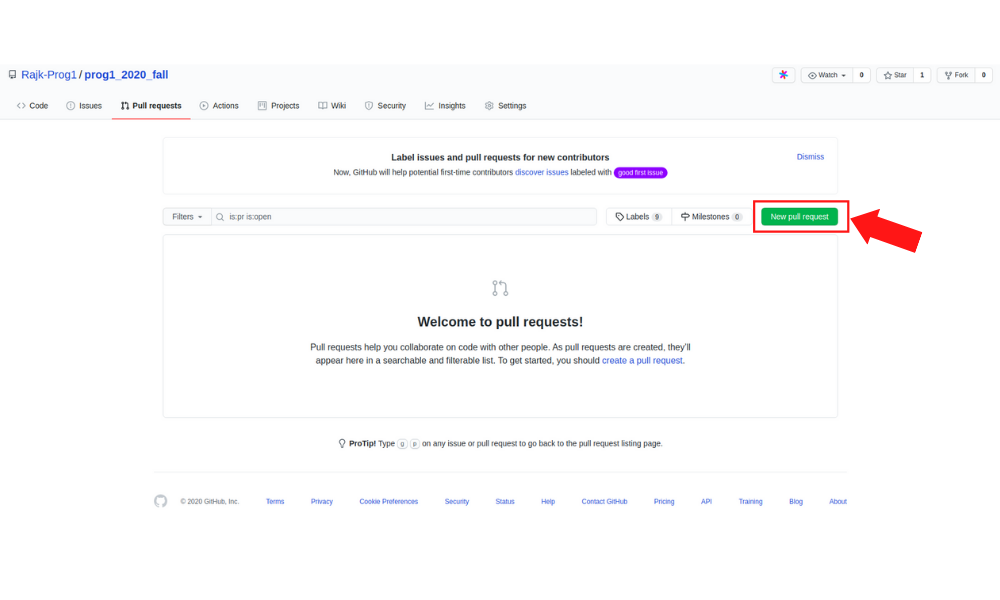 Rajk-Prog1 / prog1_2020_fall
Watch 0 Star 1 Fork 0
Code Issues Pull requests Actions Projects Wiki Security Insights Settings
Label issues and pull requests for new contributors Dismiss
Now, GitHub will help potential first-time contributors discover issues labeled with good first issue
Filters is:pr is:open Labels 9 Milestones 0 New pull request
Welcome to pull requests!
Pull requests help you collaborate on code with other people. As pull requests are created, they'll
appear here in a searchable and filterable list. To get started, you should create a pull request.
ProTip! Type g p on any issue or pull request to go back to the pull request listing page.
© 2020 GitHub, Inc. Terms Privacy Cookie Preferences Security Status Help Contact GitHub Pricing API Training Blog About